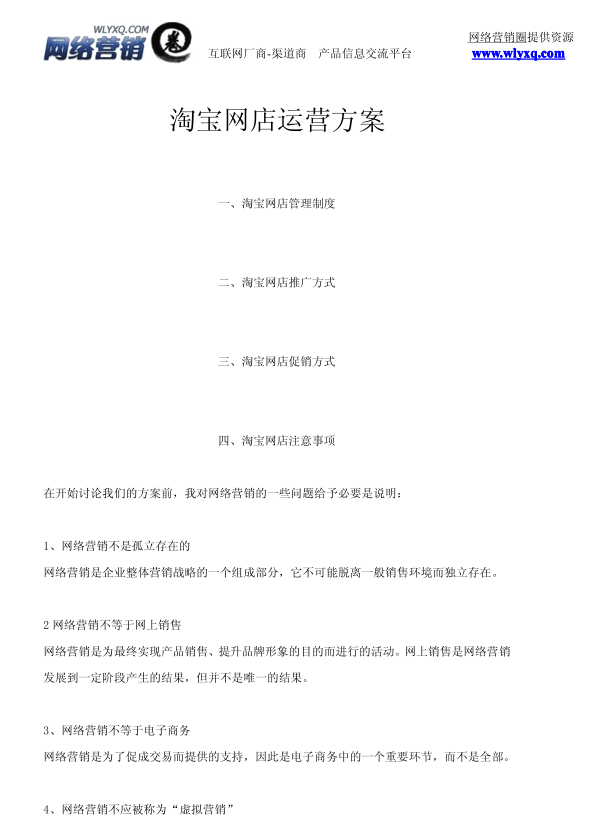 WLYXQ.COM
网络营销圈
互联网厂商-渠道商 产品信息交流平台
网络营销圈提供资源
www.wlyxq.com
淘宝网店运营方案
一、淘宝网店管理制度
二、淘宝网店推广方式
三、淘宝网店促销方式
四、淘宝网店注意事项
在开始讨论我们的方案前，我对网络营销的一些问题给予必要是说明：
1、网络营销不是孤立存在的
网络营销是企业整体营销战略的一个组成部分，它不可能脱离一般销售环境而独立存在。
2 网络营销不等于网上销售
网络营销是为最终实现产品销售、提升品牌形象的目的而进行的活动。网上销售是网络营销
发展到一定阶段产生的结果，但并不是唯一的结果。
3、网络营销不等于电子商务
网络营销是为了促成交易而提供的支持，因此是电子商务中的一个重要环节，而不是全部。
4、网络营销不应被称为“虚拟营销”